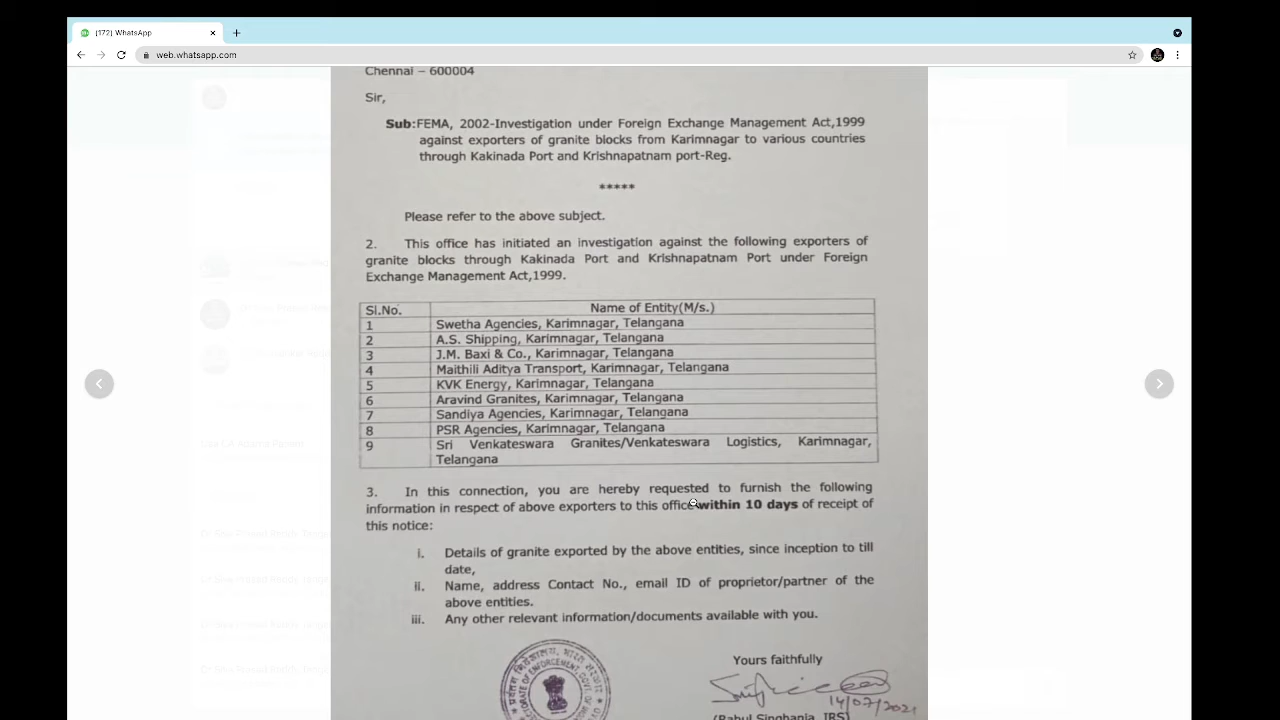 (172) WhatsApp
web.whatsapp.com
Chennai – 600004
Sir,
Sub:FEMA, 2002-Investigation under Foreign Exchange Management Act,1999
against exporters of granite blocks from Karimnagar to various countries
through Kakinada Port and Krishnapatnam port-Reg.
*****
Please refer to the above subject.
2. This office has initiated an investigation against the following exporters of
granite blocks through Kakinada Port and Krishnapatnam Port under Foreign
Exchange Management Act,1999.
Sl.No. Name of Entity(M/s.)
1 Swetha Agencies, Karimnagar, Telangana
2 A.S. Shipping, Karimnagar, Telangana
3 J.M. Baxi & Co., Karimnagar, Telangana
4 Maithili Aditya Transport, Karimnagar, Telangana
5 KVK Energy, Karimnagar, Telangana
6 Aravind Granites, Karimnagar, Telangana
7 Sandiya Agencies, Karimnagar, Telangana
8 PSR Agencies, Karimnagar, Telangana
9 Sri Venkateswara Granites/Venkateswara Logistics, Karimnagar,
Telangana
3. In this connection, you are hereby requested to furnish the following
information in respect of above exporters to this office within 10 days of receipt of
this notice:
i. Details of granite exported by the above entities, since inception to till
date,
ii. Name, address Contact No., email ID of proprietor/partner of the
above entities.
iii. Any other relevant information/documents available with you.
Yours faithfully
14/07/2021
(Rahul Singhania, IRS)